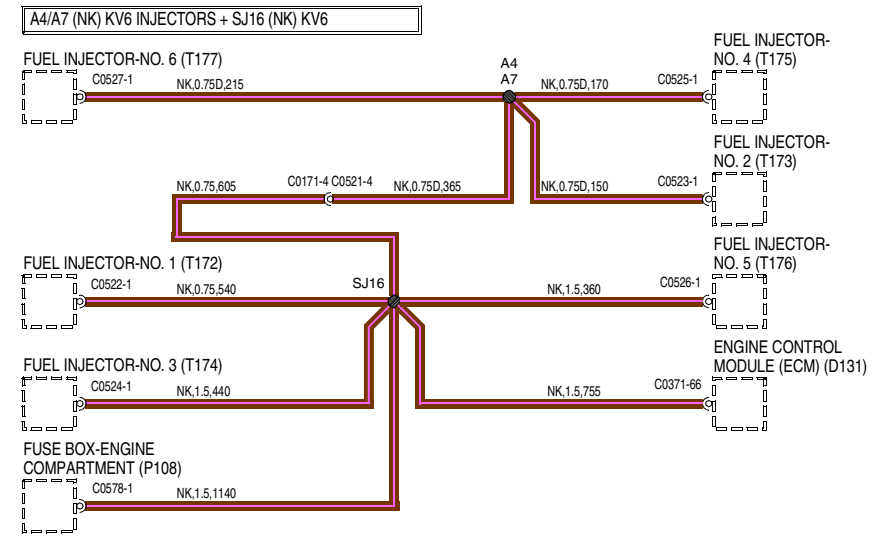 A4/A7 (NK) KV6 INJECTORS + SJ16 (NK) KV6
FUEL INJECTOR-NO. 6 (T177)
C0527-1
NK,0.75D,215
A4
A7
NK,0.75D,170
C0525-1
FUEL INJECTOR-
NO. 4 (T175)
FUEL INJECTOR-
NO. 2 (T173)
NK,0.75,605
C0171-4 C0521-4
NK,0.75D,365
NK,0.75D,150
C0523-1
FUEL INJECTOR-NO. 1 (T172)
C0522-1
NK,0.75,540
SJ16
NK,1.5,360
C0526-1
FUEL INJECTOR-
NO. 5 (T176)
FUEL INJECTOR-NO. 3 (T174)
C0524-1
NK,1.5,440
NK,1.5,755
C0371-66
ENGINE CONTROL
MODULE (ECM) (D131)
FUSE BOX-ENGINE
COMPARTMENT (P108)
C0578-1
NK,1.5,1140